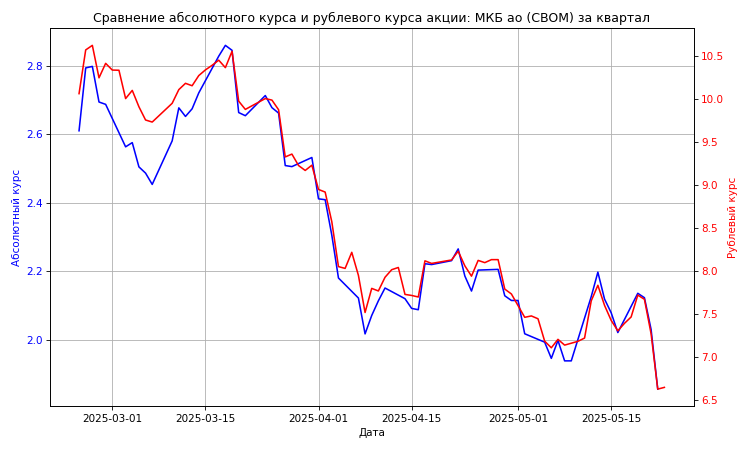 Сравнение абсолютного курса и рублевого курса акции: МКБ ао (CBOM) за квартал
Абсолютный курс
2.8
2.6
2.4
2.2
2.0
10.5
10.0
9.5
9.0
8.5
8.0
7.5
7.0
6.5
Рублевый курс
2025-03-01 2025-03-15 2025-04-01 2025-04-15 2025-05-01 2025-05-15
Дата